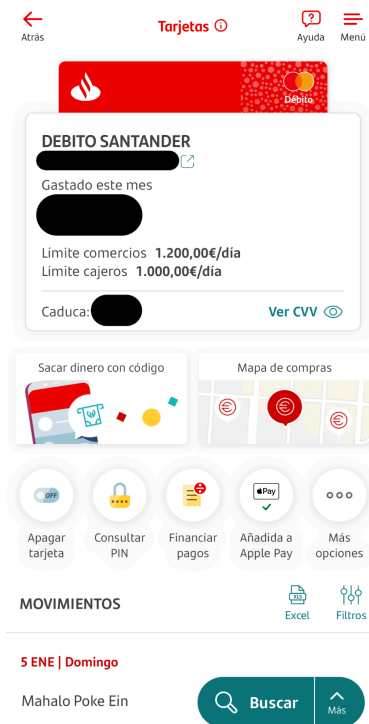 Tarjetas
Atrás
Ayuda
Menú
Débito
DEBITO SANTANDER
Gastado este mes
Límite comercios 1.200,00€/día
Límite cajeros 1.000,00€/día
Caduca:
Ver CVV
Sacar dinero con código
Mapa de compras
OFF
Pay
Apagar
tarjeta
Consultar
PIN
Financiar
pagos
Añadida a
Apple Pay
Más
opciones
MOVIMIENTOS
XLS
Excel
Filtros
5 ENE | Domingo
Mahalo Poke Ein
Buscar
Más